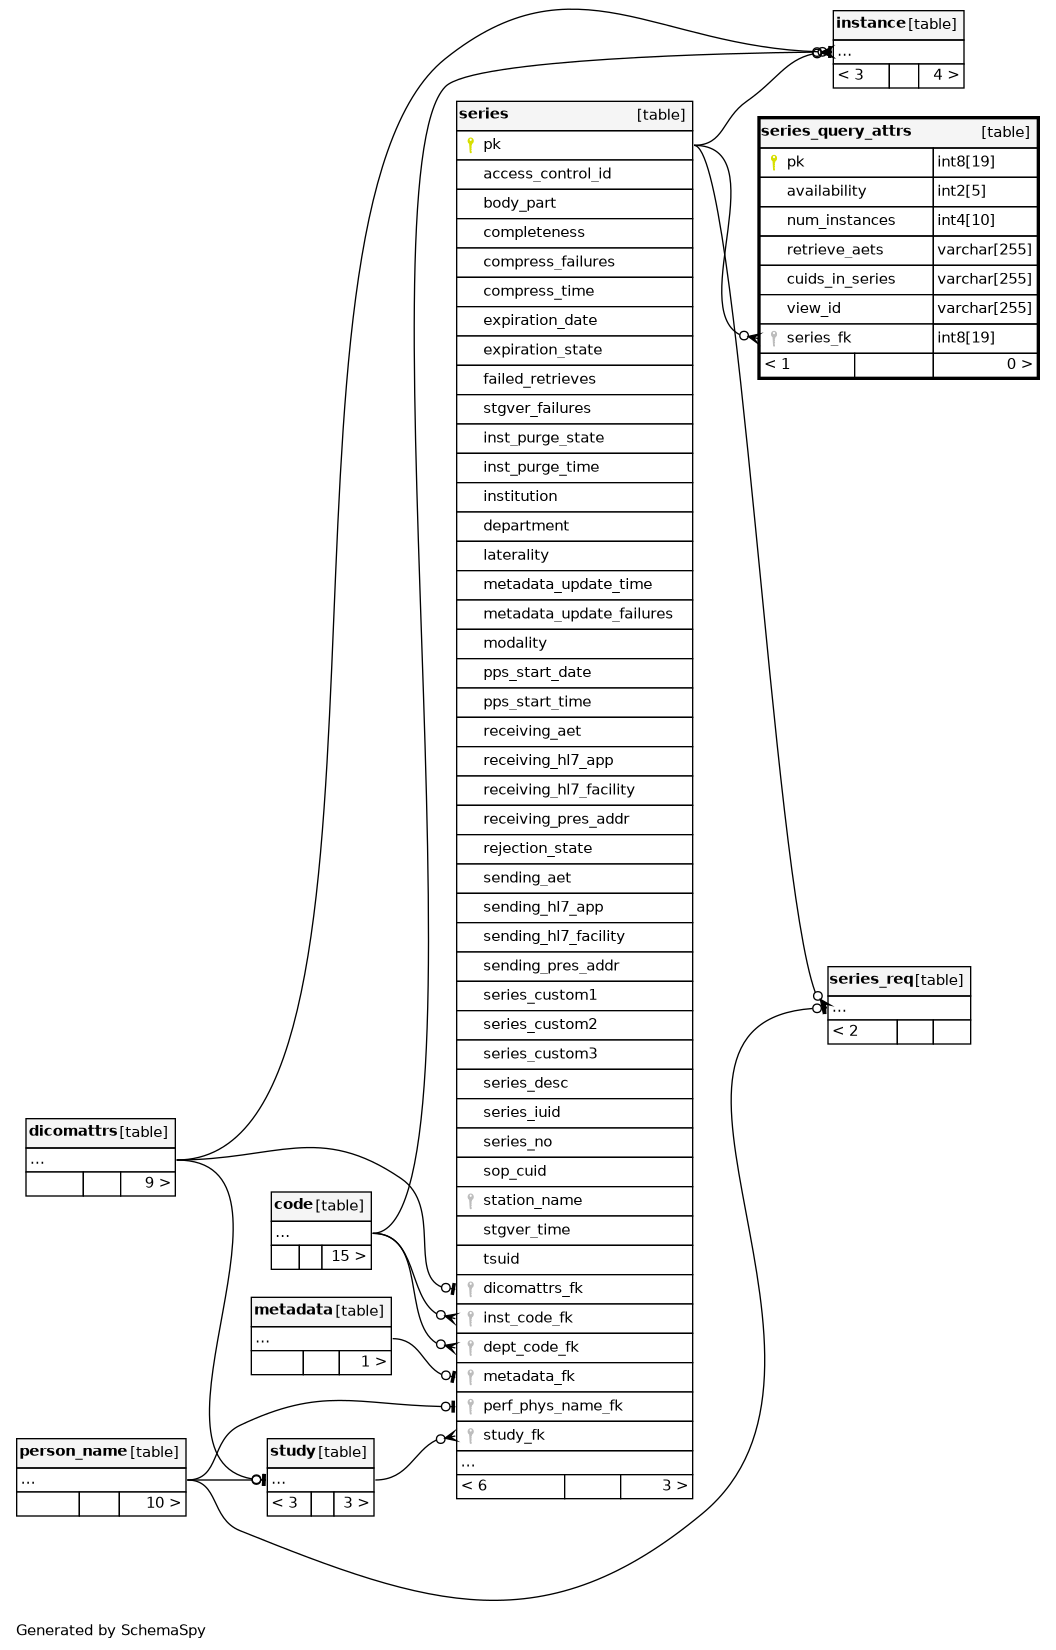 instance [table]
...
< 3 4 >
series [table]
pk
access_control_id
body_part
completeness
compress_failures
compress_time
expiration_date
expiration_state
failed_retrieves
stgver_failures
inst_purge_state
inst_purge_time
institution
department
laterality
metadata_update_time
metadata_update_failures
modality
pps_start_date
pps_start_time
receiving_aet
receiving_hl7_app
receiving_hl7_facility
receiving_pres_addr
rejection_state
sending_aet
sending_hl7_app
sending_hl7_facility
sending_pres_addr
series_custom1
series_custom2
series_custom3
series_desc
series_iuid
series_no
sop_cuid
station_name
stgver_time
tsuid
dicomattrs_fk
inst_code_fk
dept_code_fk
metadata_fk
perf_phys_name_fk
study_fk
...
< 6 3 >
series_query_attrs [table]
pk int8[19]
availability int2[5]
num_instances int4[10]
retrieve_aets varchar[255]
cuids_in_series varchar[255]
view_id varchar[255]
series_fk int8[19]
< 1 0 >
series_req [table]
...
< 2
dicomattrs [table]
...
9 >
code [table]
...
15 >
metadata [table]
...
1 >
person_name [table]
...
10 >
study [table]
...
< 3 3 >
Generated by SchemaSpy